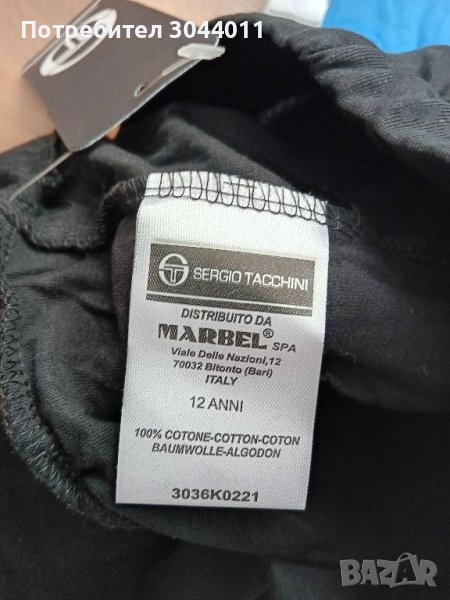 Потребител 3044011
SERGIO TACCHINI
DISTRIBUITO DA
MARBEL® SPA
Viale Delle Nazioni,12
70032 Bitonto (Bari)
ITALY
12 ANNI
100% COTONE-COTTON-COTON
BAUMWOLLE-ALGODON
3036K0221
BAZAR